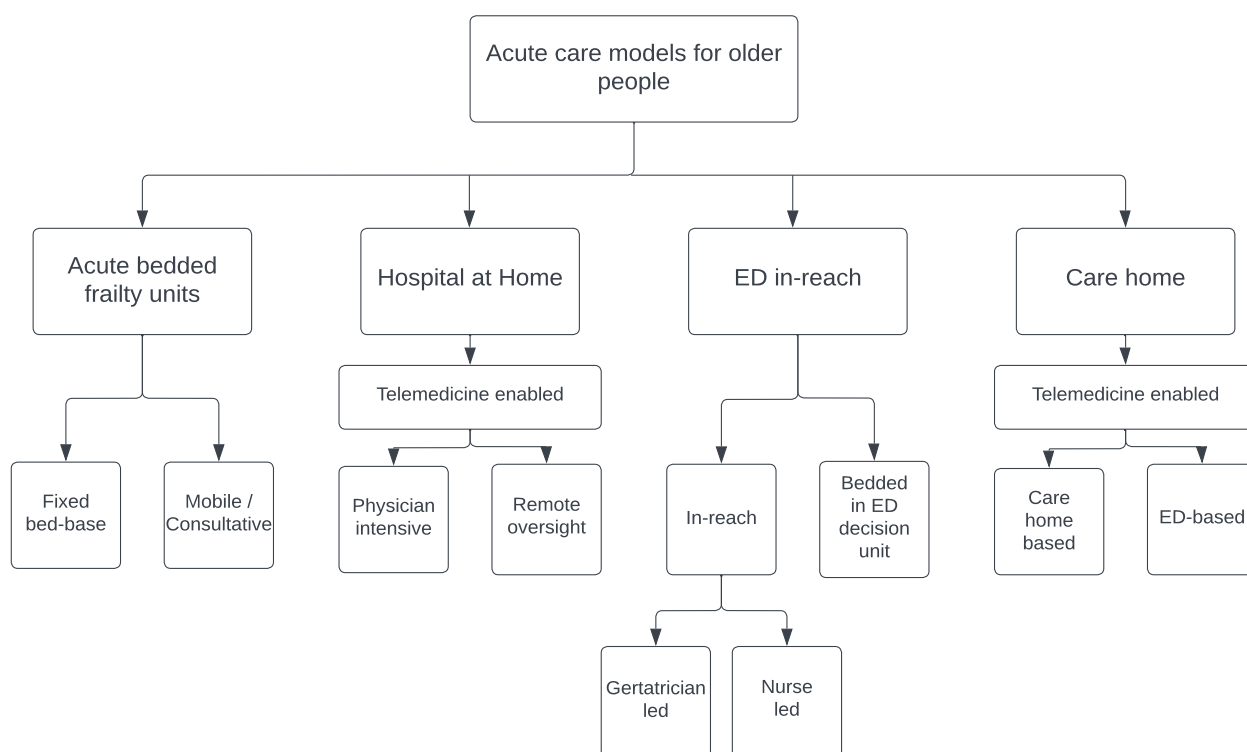 Acute care models for older
people
Acute bedded
frailty units
Hospital at Home
ED in-reach
Care home
Telemedicine enabled
Telemedicine enabled
Fixed
bed-base
Mobile /
Consultative
Physician
intensive
Remote
oversight
In-reach
Bedded
in ED
decision
unit
Care
home
based
ED-based
Gertatrician
led
Nurse
led